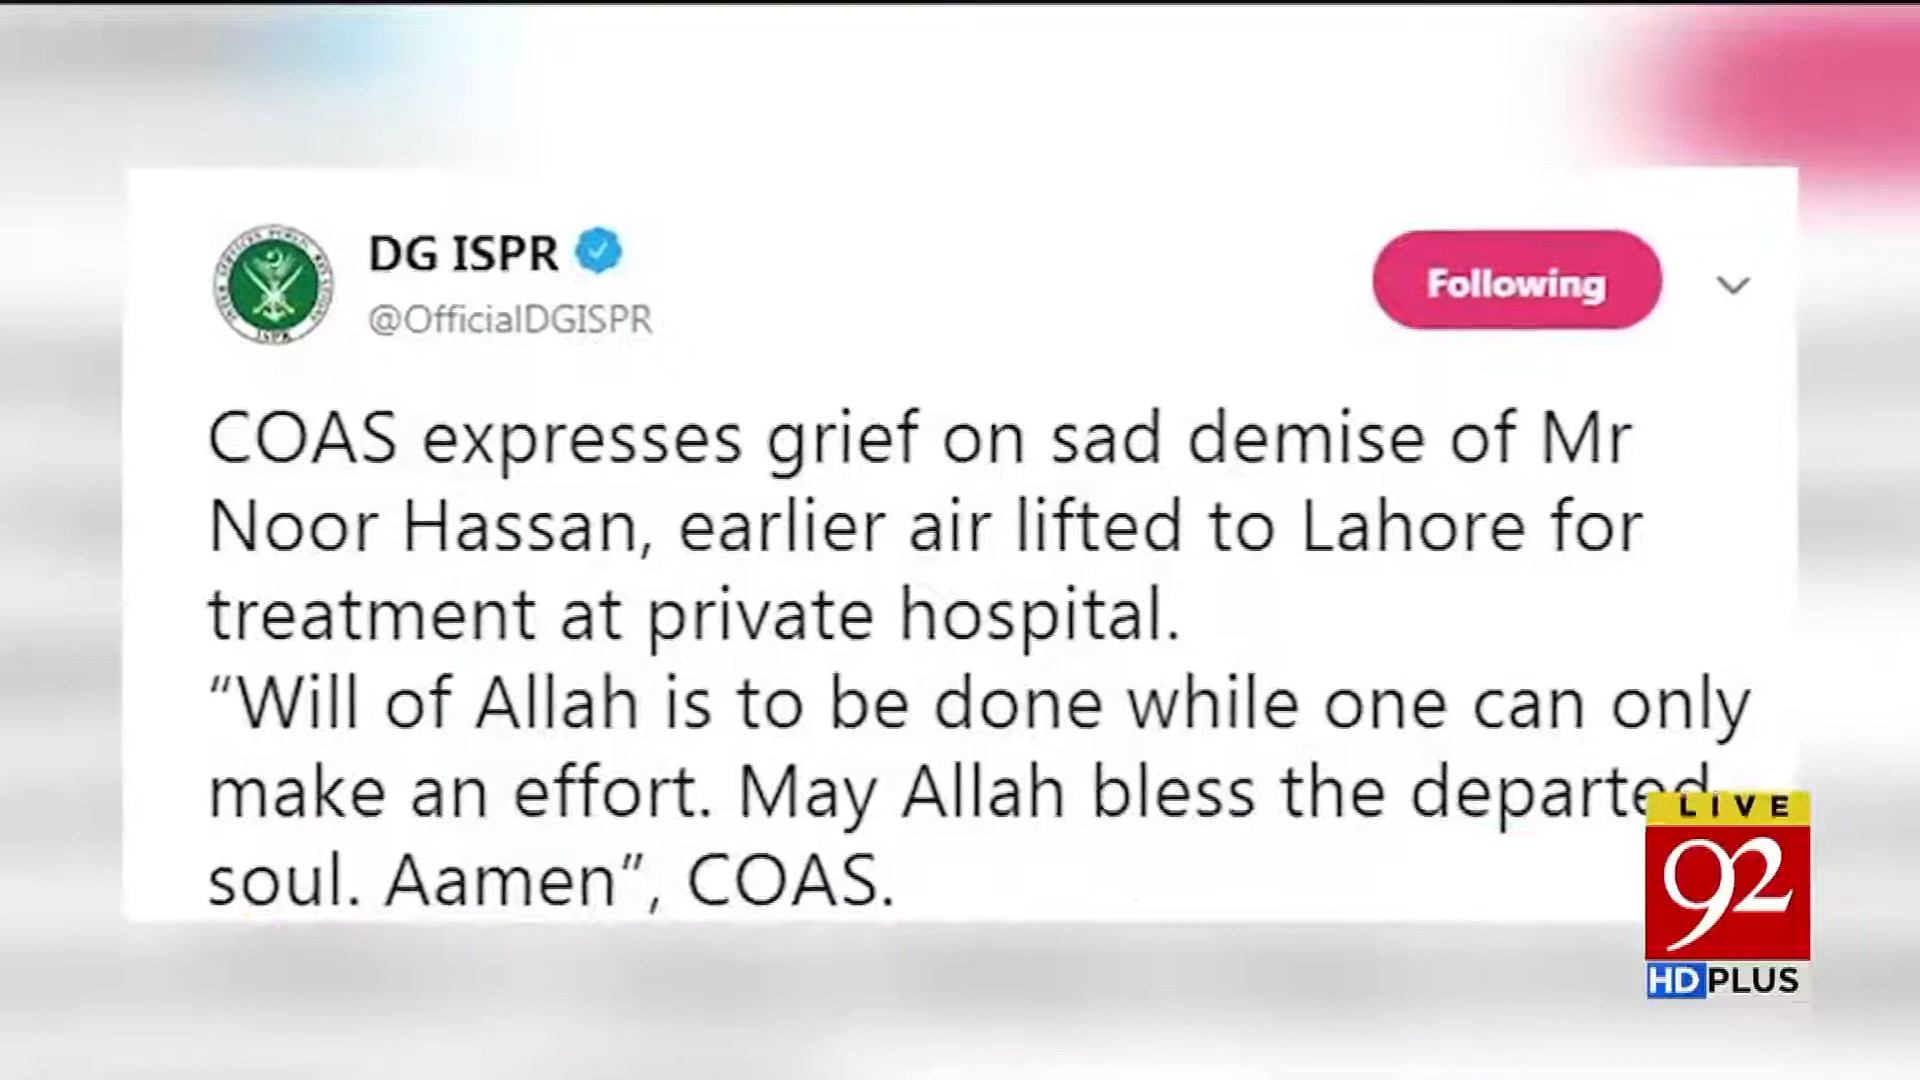 DG ISPR
@OfficialDGISPR
Following
COAS expresses grief on sad demise of Mr
Noor Hassan, earlier air lifted to Lahore for
treatment at private hospital.
“Will of Allah is to be done while one can only
make an effort. May Allah bless the departed
soul. Aamen”, COAS.
LIVE
92
HD PLUS